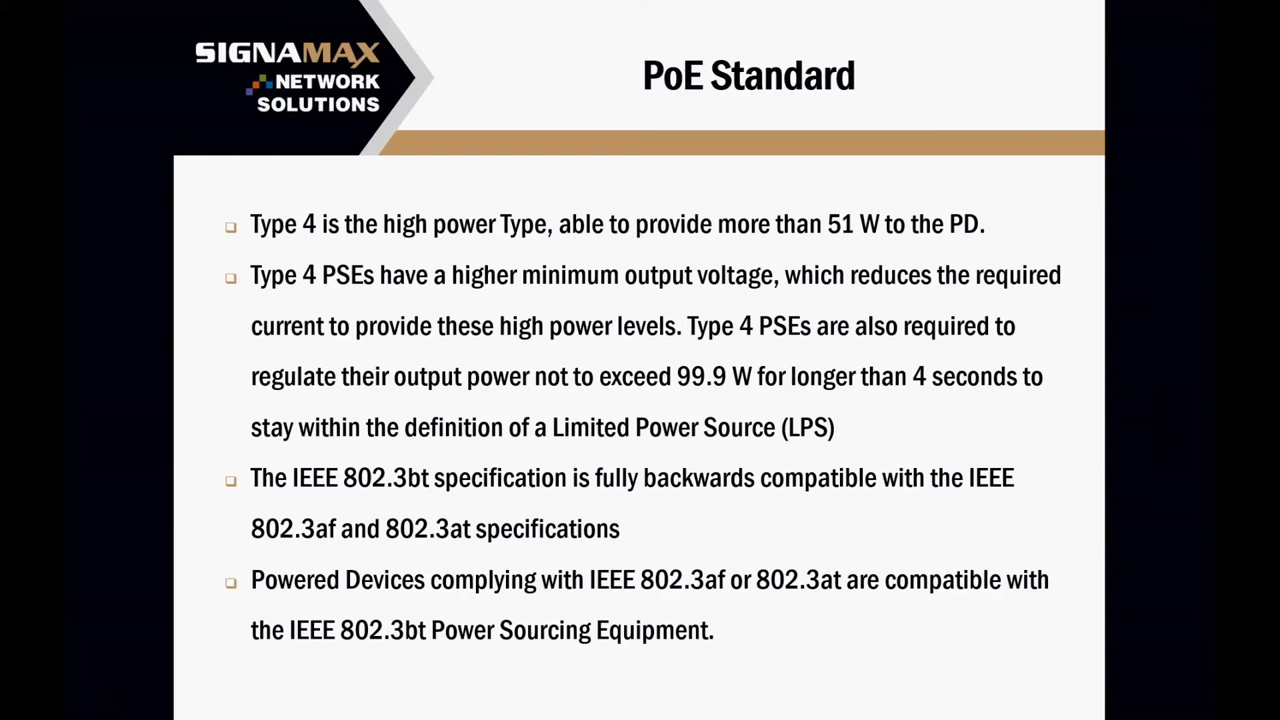 SIGNAMAX
NETWORK
SOLUTIONS
PoE Standard
Type 4 is the high power Type, able to provide more than 51 W to the PD.
Type 4 PSEs have a higher minimum output voltage, which reduces the required
current to provide these high power levels. Type 4 PSEs are also required to
regulate their output power not to exceed 99.9 W for longer than 4 seconds to
stay within the definition of a Limited Power Source (LPS)
The IEEE 802.3bt specification is fully backwards compatible with the IEEE
802.3af and 802.3at specifications
Powered Devices complying with IEEE 802.3af or 802.3at are compatible with
the IEEE 802.3bt Power Sourcing Equipment.